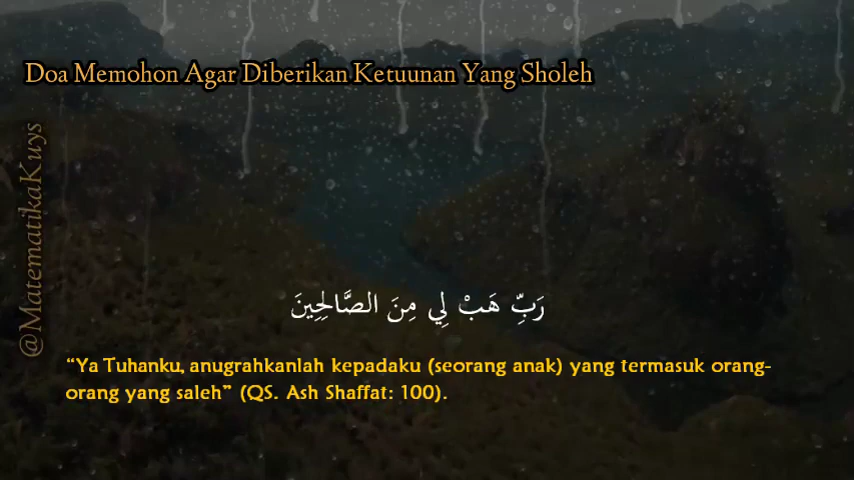 Doa Memohon Agar Diberikan Ketuunan Yang Sholeh
@MatematikaKuys
رَبِّ هَبْ لِي مِنَ الصَّالِحِينَ
“Ya Tuhanku, anugrahkanlah kepadaku (seorang anak) yang termasuk orang-
orang yang saleh” (QS. Ash Shaffat: 100).